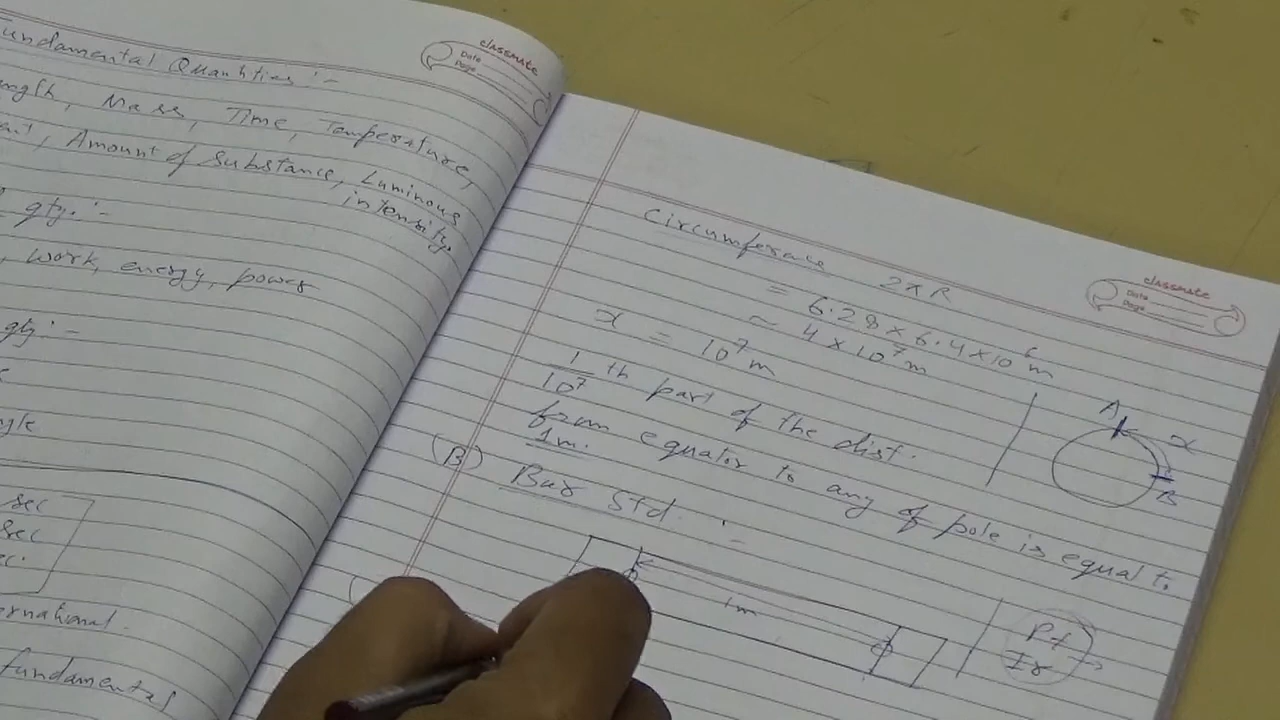 Fundamental Quantities :-
ength, Mass, Time, Temperature,
, Amount of Substance, Luminous
intensity.
qty. :-
, work, energy, power
qty :-
gle
sec
sec
sec.
ernational.
fundamental
classmate
Date
Page
classmate
Date
Page
Circumference 2πR
= 6.28 × 6.4 × 10⁶ m
≈ 4 × 10⁷ m
x = 10⁷ m
1/10⁷ th part of the dist.
from equator to any of pole is equal to
1m.
A
x
B
(B) Bar Std. :-
1m
Pt
Ir